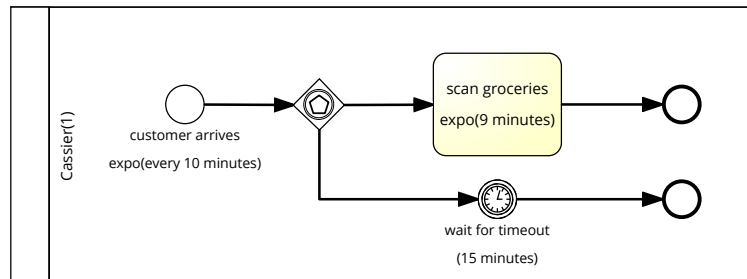 Cassier(1)
customer arrives
expo(every 10 minutes)
scan groceries
expo(9 minutes)
wait for timeout
(15 minutes)